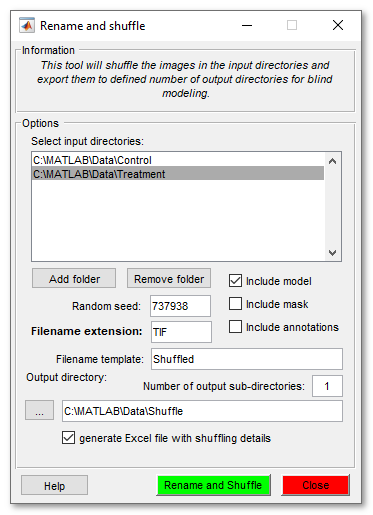 Rename and shuffle
Information
This tool will shuffle the images in the input directories and
export them to defined number of output directories for blind
modeling.
Options
Select input directories:
C:\MATLAB\Data\Control
C:\MATLAB\Data\Treatment
Add folder
Remove folder
Include model
Random seed:
737938
Include mask
Filename extension:
TIF
Include annotations
Filename template:
Shuffled
Output directory:
Number of output sub-directories:
1
...
C:\MATLAB\Data\Shuffle
generate Excel file with shuffling details
Help
Rename and Shuffle
Close